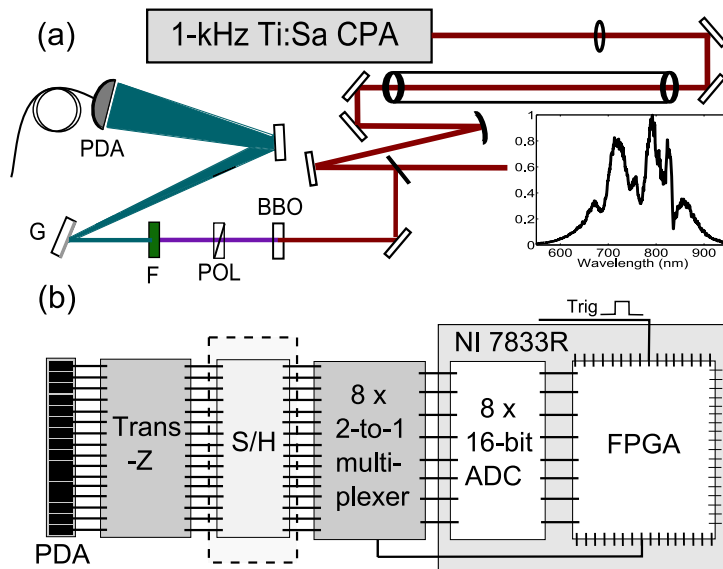 (a)
1-kHz Ti:Sa CPA
PDA
G
F
POL
BBO
1
0.8
0.6
0.4
0.2
0
600 700 800 900
Wavelength (nm)
(b)
Trig
NI 7833R
PDA
Trans
-Z
S/H
8 x
2-to-1
multi-
plexer
8 x
16-bit
ADC
FPGA